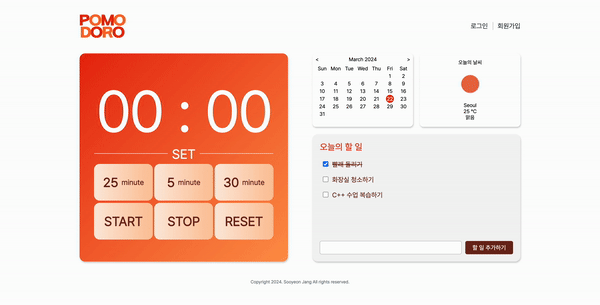 POMO
DORO
로그인 회원가입
00 : 00
SET
25 minute 5 minute 30 minute
START STOP RESET
< March 2024 >
Sun Mon Tue Wed Thu Fri Sat
1 2
3 4 5 6 7 8 9
10 11 12 13 14 15 16
17 18 19 20 21 22 23
24 25 26 27 28 29 30
31
오늘의 날씨
Seoul
25 ℃
맑음
오늘의 할 일
빨래 돌리기
화장실 청소하기
C++ 수업 복습하기
할 일 추가하기
Copyright 2024. Sooyeon Jang All rights reserved.